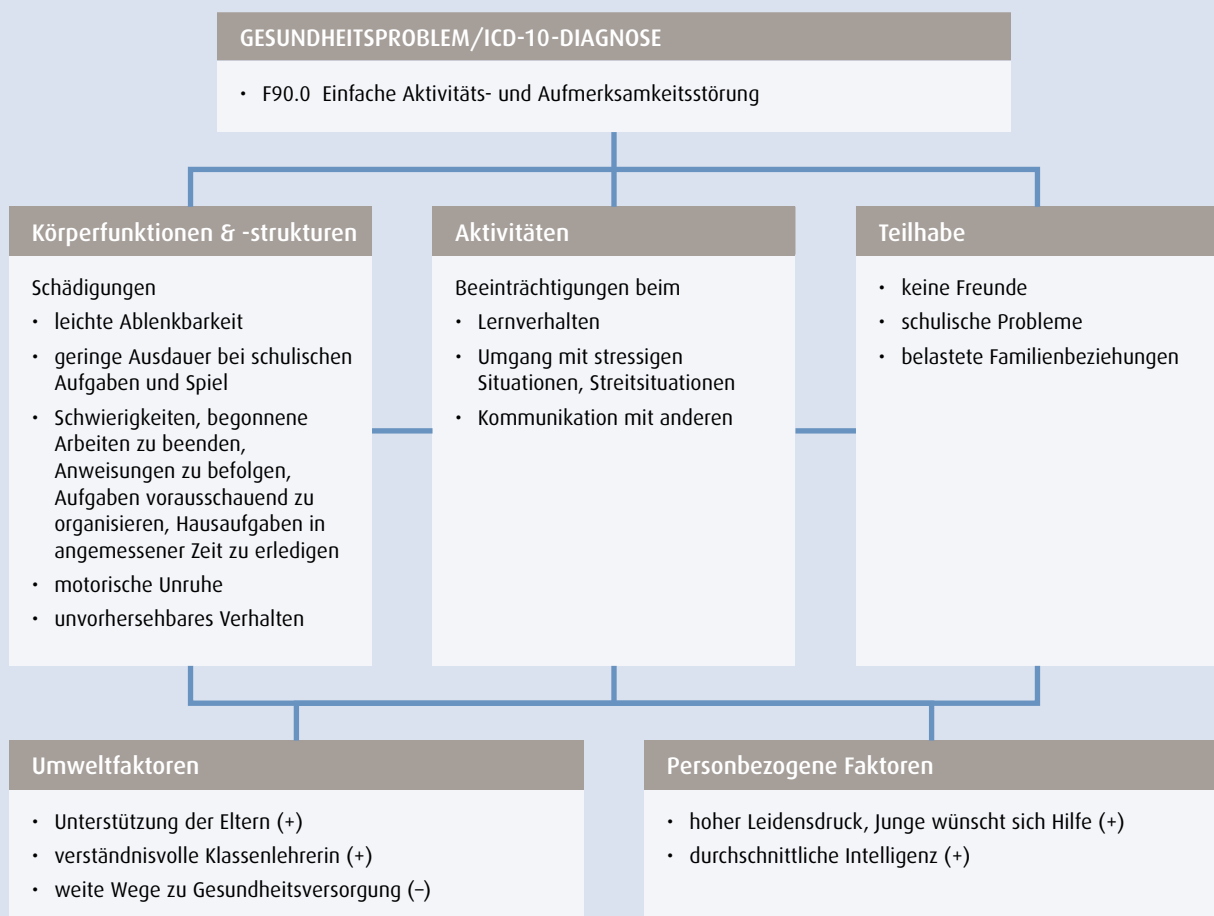 GESUNDHEITSPROBLEM/ICD-10-DIAGNOSE
• F90.0 Einfache Aktivitäts- und Aufmerksamkeitsstörung
Körperfunktionen & -strukturen
Schädigungen
• leichte Ablenkbarkeit
• geringe Ausdauer bei schulischen
Aufgaben und Spiel
• Schwierigkeiten, begonnene
Arbeiten zu beenden,
Anweisungen zu befolgen,
Aufgaben vorausschauend zu
organisieren, Hausaufgaben in
angemessener Zeit zu erledigen
• motorische Unruhe
• unvorhersehbares Verhalten
Aktivitäten
Beeinträchtigungen beim
• Lernverhalten
• Umgang mit stressigen
Situationen, Streitsituationen
• Kommunikation mit anderen
Teilhabe
• keine Freunde
• schulische Probleme
• belastete Familienbeziehungen
Umweltfaktoren
• Unterstützung der Eltern (+)
• verständnisvolle Klassenlehrerin (+)
• weite Wege zu Gesundheitsversorgung (–)
Personbezogene Faktoren
• hoher Leidensdruck, Junge wünscht sich Hilfe (+)
• durchschnittliche Intelligenz (+)